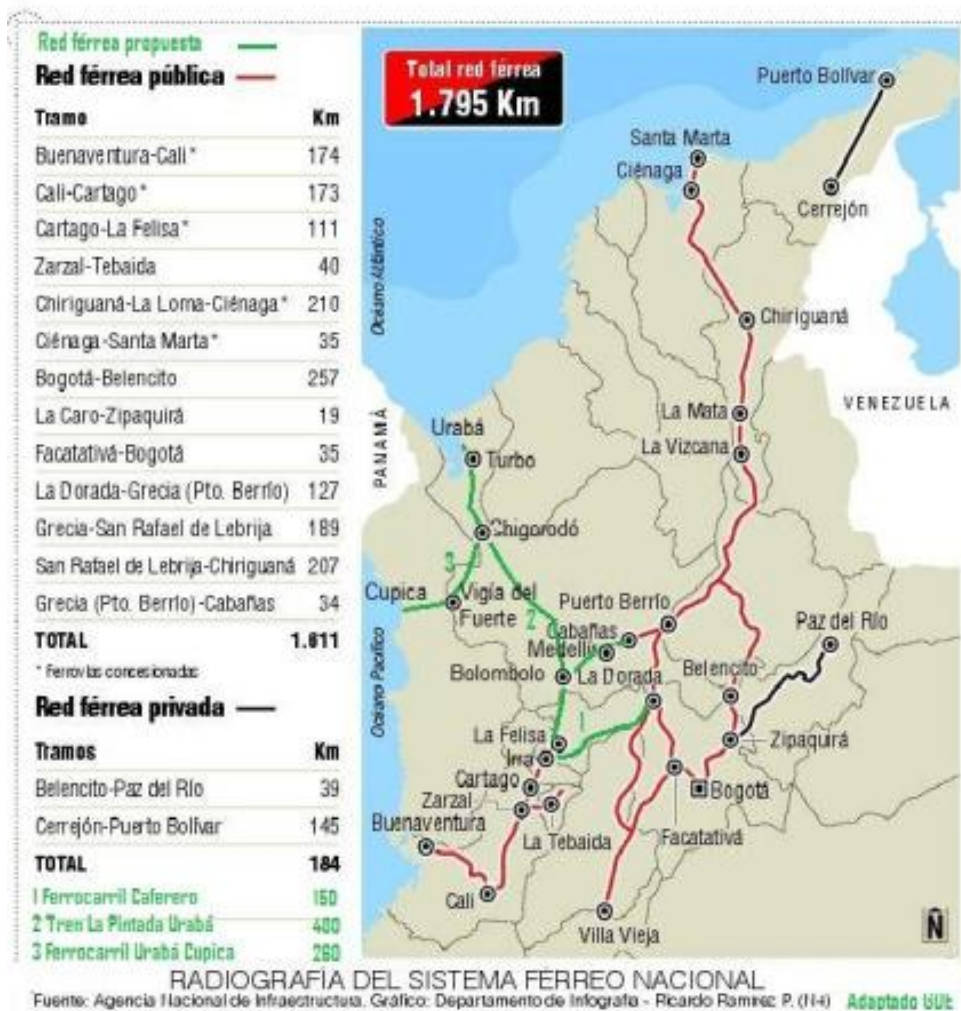 Red férrea propuesta
Red férrea pública
Tramo Km
Buenaventura-Cali* 174
Cali-Cartago* 173
Cartago-La Felisa* 111
Zarzal-Tebaida 40
Chiriguaná-La Loma-Ciénaga* 210
Ciénaga-Santa Marta* 35
Bogotá-Belencito 257
La Caro-Zipaquirá 19
Facatativá-Bogotá 35
La Dorada-Grecia (Pto. Berrío) 127
Grecia-San Rafael de Lebrija 189
San Rafael de Lebrija-Chiriguaná 207
Grecia (Pto. Berrío)-Cabañas 34
TOTAL 1.611
* Ferrovías concesionadas
Red férrea privada
Tramos Km
Belencito-Paz del Río 39
Cerrejón-Puerto Bolívar 145
TOTAL 184
1 Ferrocarril Caferero 150
2 Tren La Pintada Urabá 400
3 Ferrocarril Urabá Cupica 260
Total red férrea
1.795 Km
Puerto Bolívar
Santa Marta
Ciénaga
Cerrejón
Océano Atlántico
Chiriguaná
VENEZUELA
La Mata
PANAMÁ
La Vizcana
Urabá
Turbo
Chigorodó
3
Cupica
Vigía del
Fuerte
2
Puerto Berrío
Cabañas
Medellín
Paz del Río
Bolombolo
La Dorada
Belencito
Océano Pacífico
1
La Felisa
Irra
Zipaquirá
Cartago
Bogotá
Zarzal
Buenaventura
La Tebaida
Facatativá
Cali
Villa Vieja
N
RADIOGRAFÍA DEL SISTEMA FÉRREO NACIONAL
Fuente: Agencia Nacional de Infraestructura. Gráfico: Departamento de Infografía - Ricardo Ramírez P. (N4) Adaptado GUE